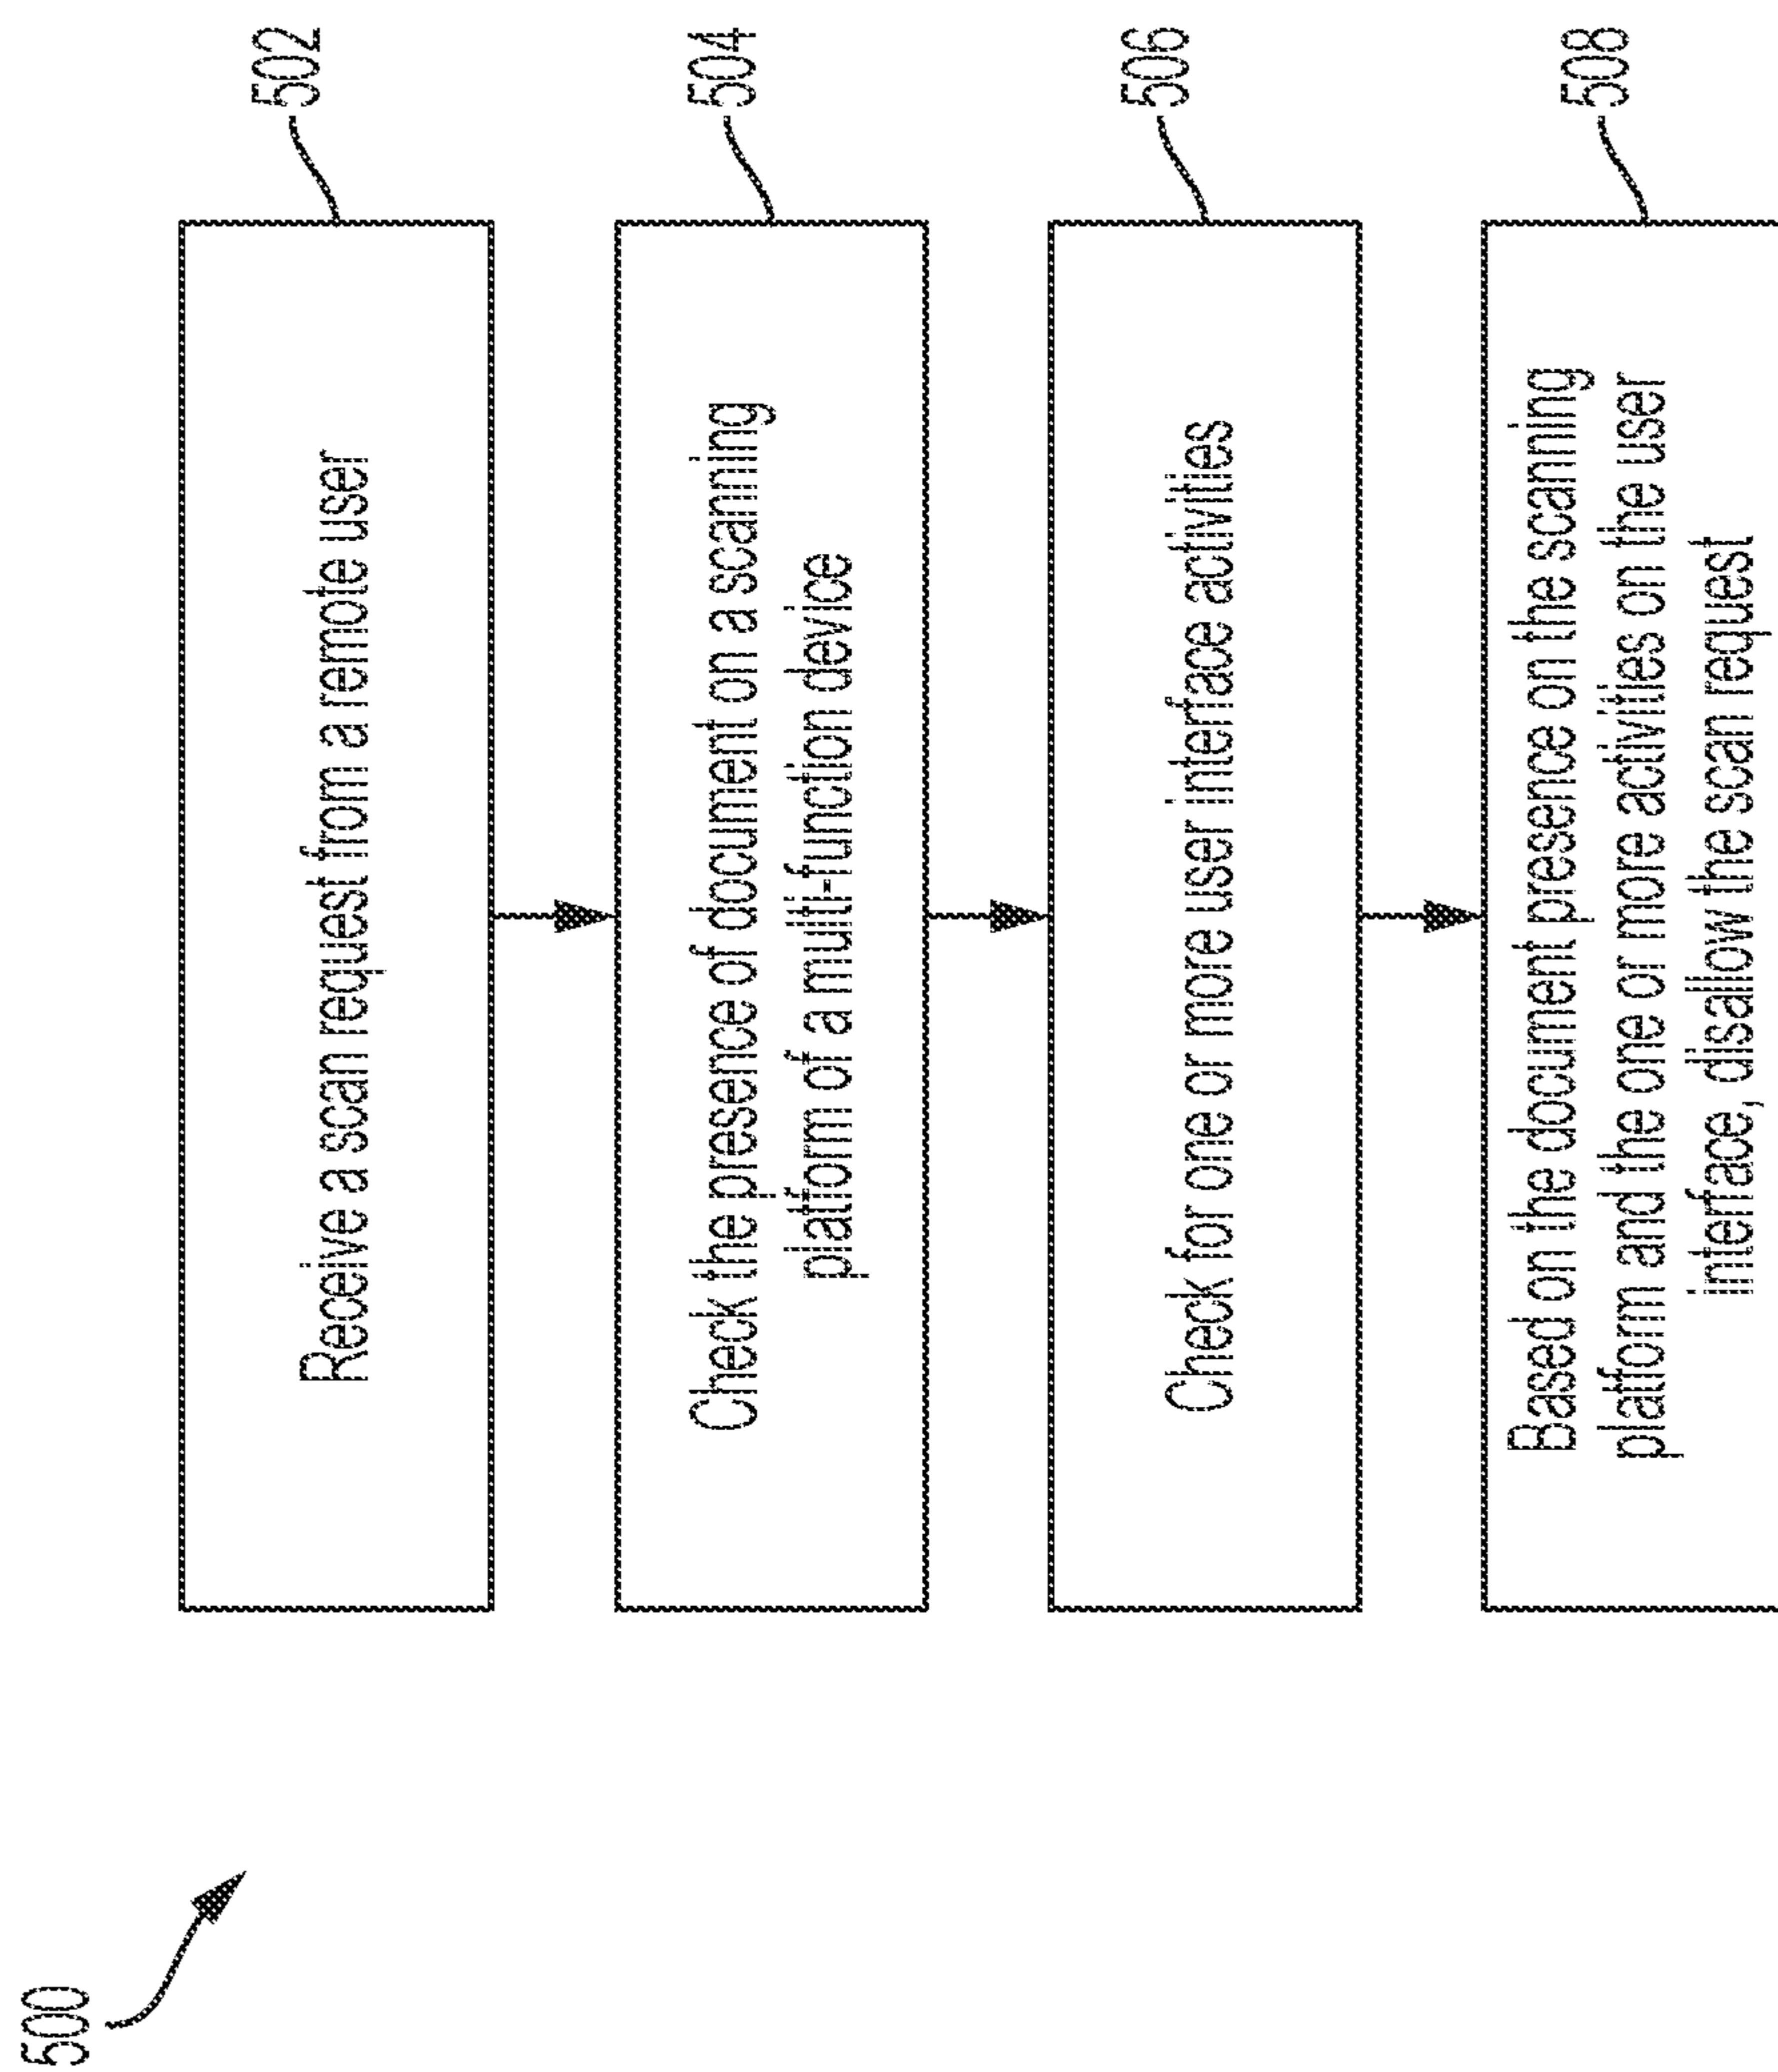 500
502
Receive a scan request from a remote user
504
Check the presence of document on a scanning
platform of a multi-function device
506
Check for one or more user interface activities
508
Based on the document presence on the scanning
platform and the one or more activities on the user
interface, disallow the scan request